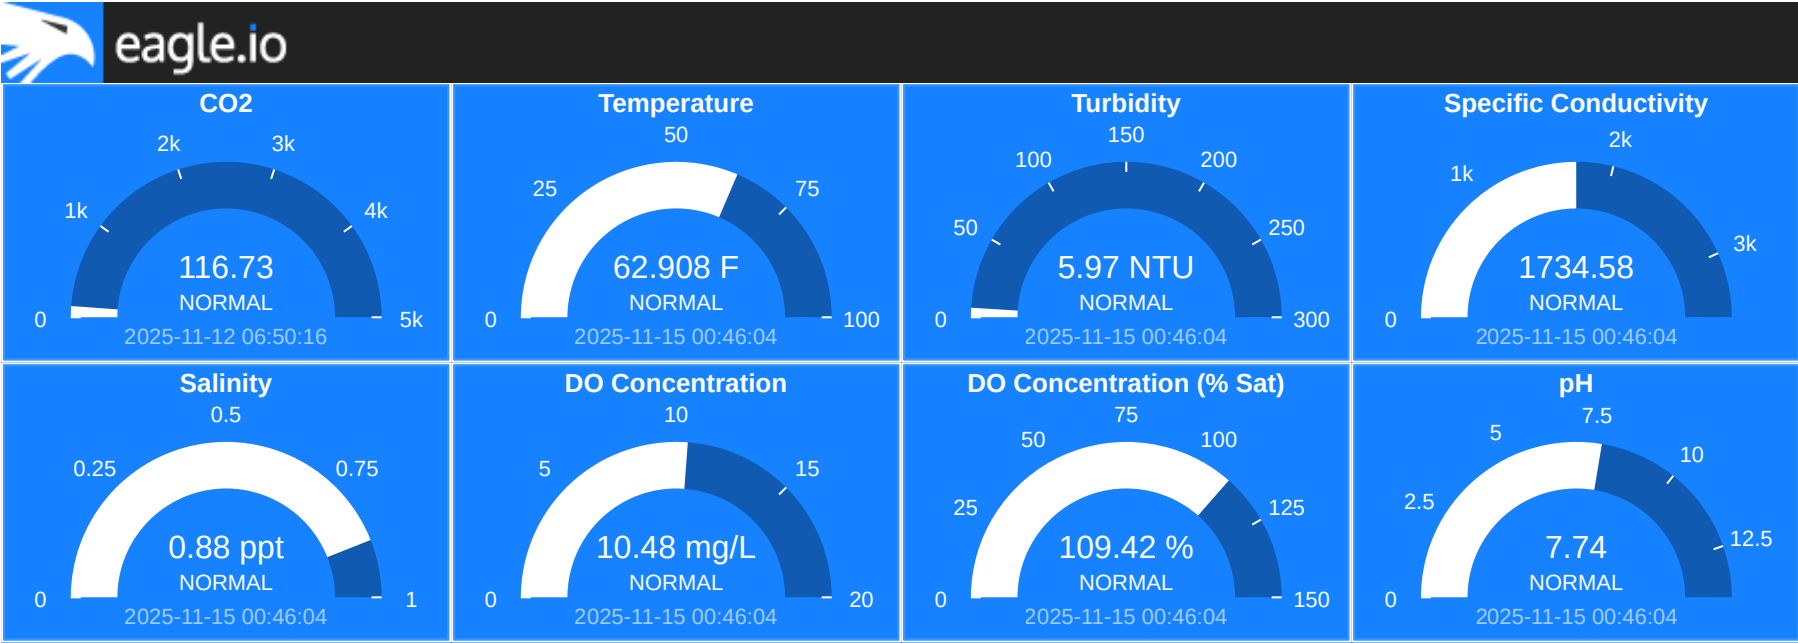 eagle.io
CO2
0
1k
2k
3k
4k
5k
116.73
NORMAL
2025-11-12 06:50:16
Temperature
0
25
50
75
100
62.908 F
NORMAL
2025-11-15 00:46:04
Turbidity
0
50
100
150
200
250
300
5.97 NTU
NORMAL
2025-11-15 00:46:04
Specific Conductivity
0
1k
2k
3k
1734.58
NORMAL
2025-11-15 00:46:04
Salinity
0
0.25
0.5
0.75
1
0.88 ppt
NORMAL
2025-11-15 00:46:04
DO Concentration
0
5
10
15
20
10.48 mg/L
NORMAL
2025-11-15 00:46:04
DO Concentration (% Sat)
0
25
50
75
100
125
150
109.42 %
NORMAL
2025-11-15 00:46:04
pH
0
2.5
5
7.5
10
12.5
7.74
NORMAL
2025-11-15 00:46:04